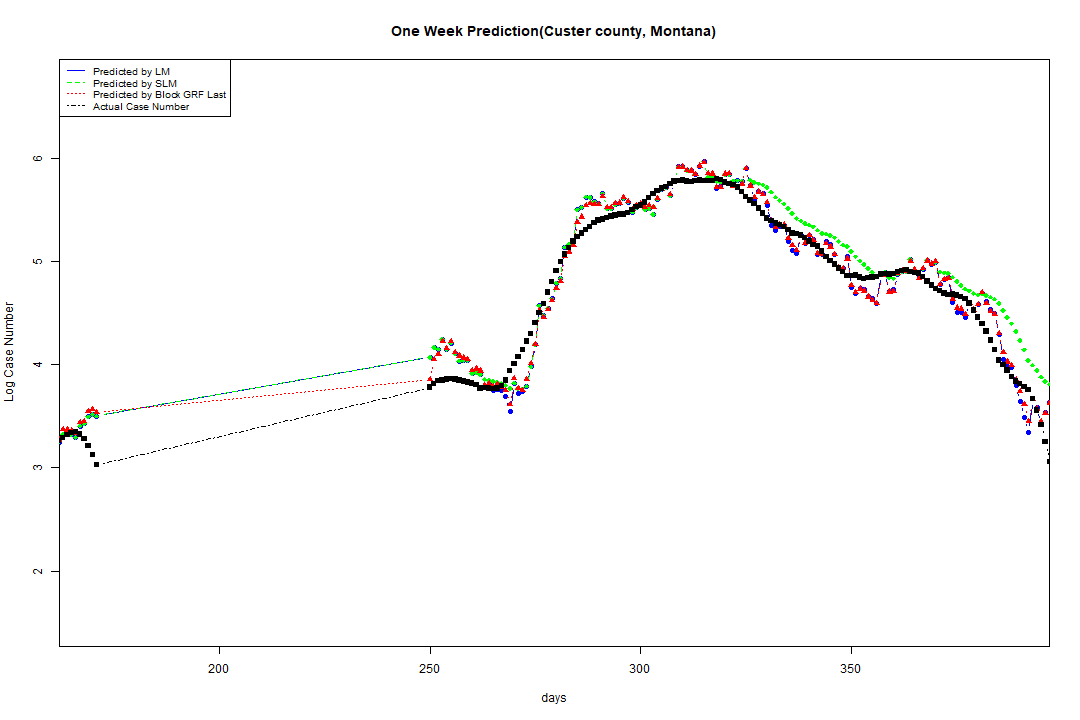 One Week Prediction(Custer county, Montana)
Predicted by LM
Predicted by SLM
Predicted by Block GRF Last
Actual Case Number
6
5
4
3
2
Log Case Number
200 250 300 350
days